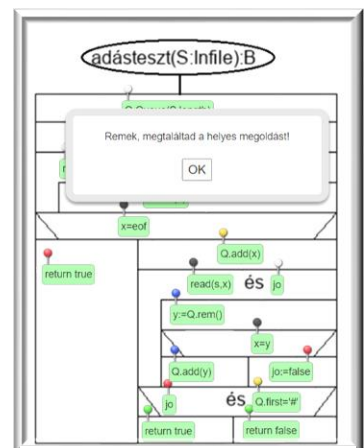 adásteszt(S:Infile):B
Remek, megtaláltad a helyes megoldást!
OK
x=eof
Q.add(x)
return true
read(s,x) és jo
y:=Q.rem()
x=y
Q.add(y) jo:=false
jo és Q.first='#'
return true return false